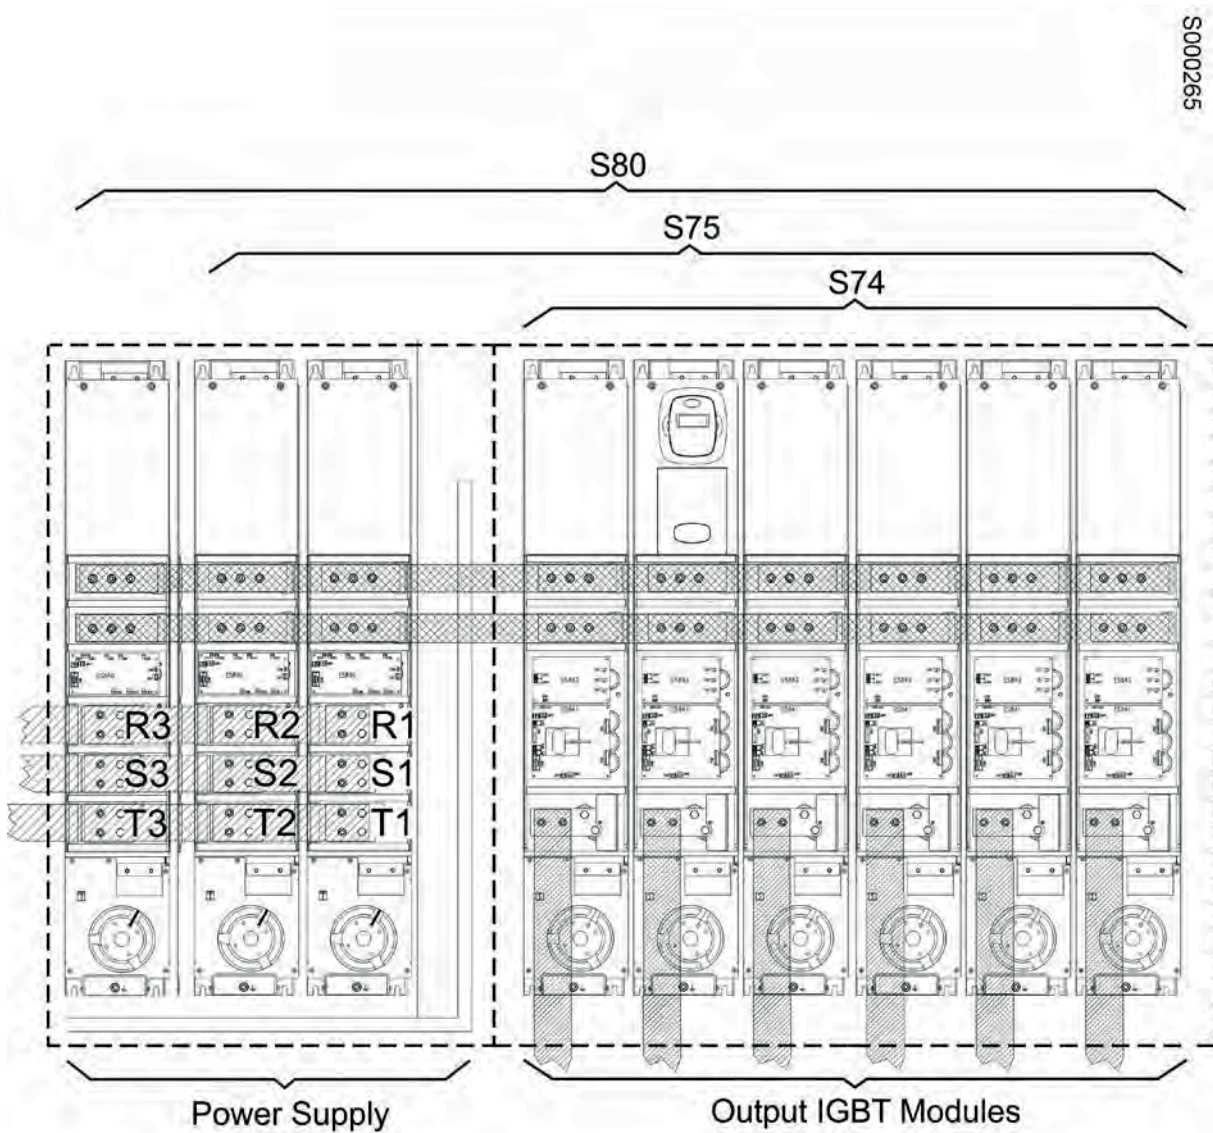 S000265
S80
S75
S74
R3 R2 R1
S3 S2 S1
T3 T2 T1
Power Supply
Output IGBT Modules